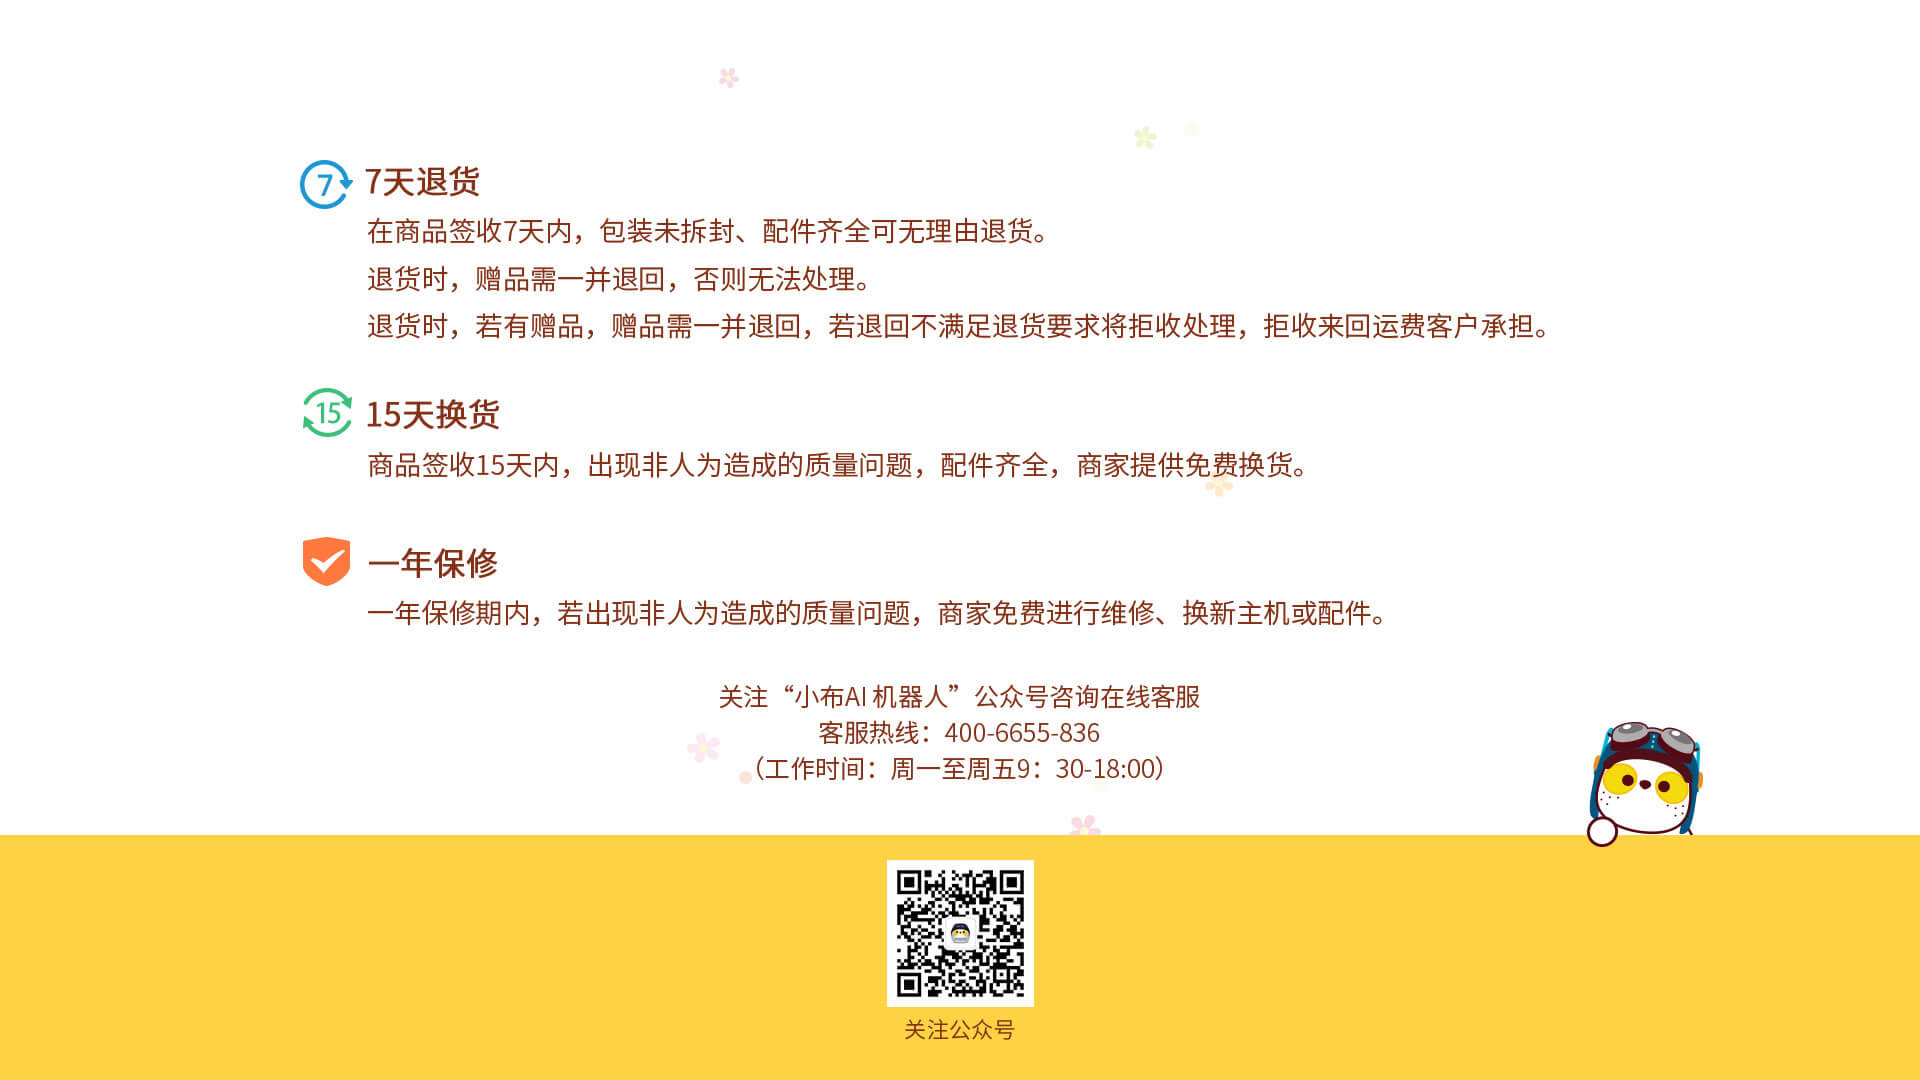 7
7天退货
在商品签收7天内，包装未拆封、配件齐全可无理由退货。
退货时，赠品需一并退回，否则无法处理。
退货时，若有赠品，赠品需一并退回，若退回不满足退货要求将拒收处理，拒收来回运费客户承担。
15
15天换货
商品签收15天内，出现非人为造成的质量问题，配件齐全，商家提供免费换货。
一年保修
一年保修期内，若出现非人为造成的质量问题，商家免费进行维修、换新主机或配件。
关注“小布AI 机器人”公众号咨询在线客服
客服热线：400-6655-836
（工作时间：周一至周五9：30-18:00）
关注公众号